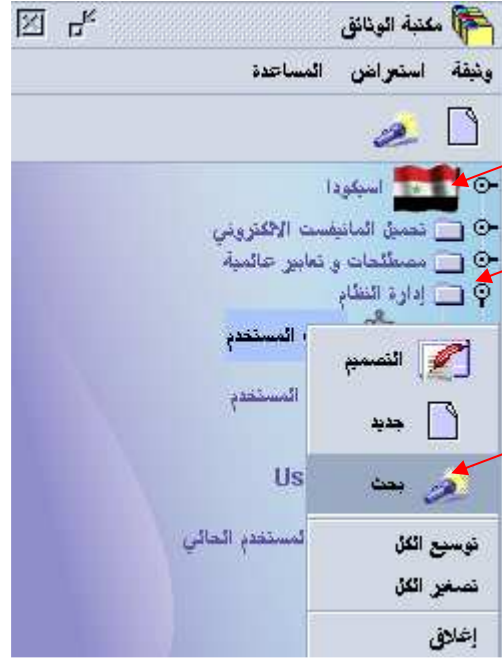 مكتبة الوثائق
وثيقة استعراض المساعدة
اسيكودا
تحميل المانيفست الالكتروني
مصطلحات و تعابير عالمية
إدارة النظام
المستخدم
التصميم
المستخدم
جديد
Us
بحث
المستخدم الحالي
توسيع الكل
تصغير الكل
إغلاق